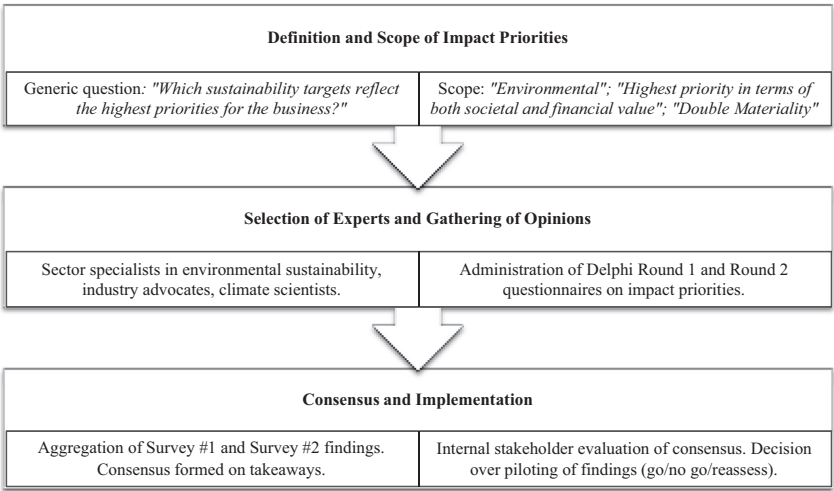 Definition and Scope of Impact Priorities
Generic question: "Which sustainability targets reflect
the highest priorities for the business?"
Scope: "Environmental"; "Highest priority in terms of
both societal and financial value"; "Double Materiality"
Selection of Experts and Gathering of Opinions
Sector specialists in environmental sustainability,
industry advocates, climate scientists.
Administration of Delphi Round 1 and Round 2
questionnaires on impact priorities.
Consensus and Implementation
Aggregation of Survey #1 and Survey #2 findings.
Consensus formed on takeaways.
Internal stakeholder evaluation of consensus. Decision
over piloting of findings (go/no go/reassess).